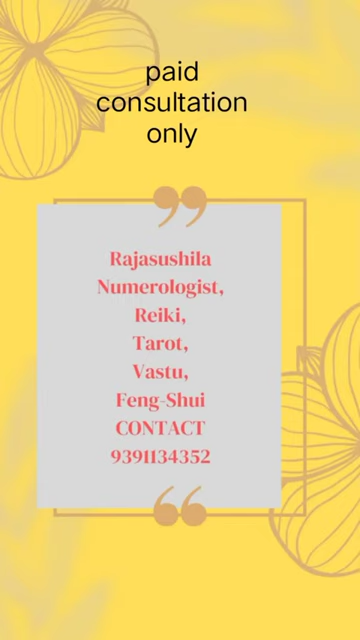 paid
consultation
only
Rajasushila
Numerologist,
Reiki,
Tarot,
Vastu,
Feng-Shui
CONTACT
9391134352